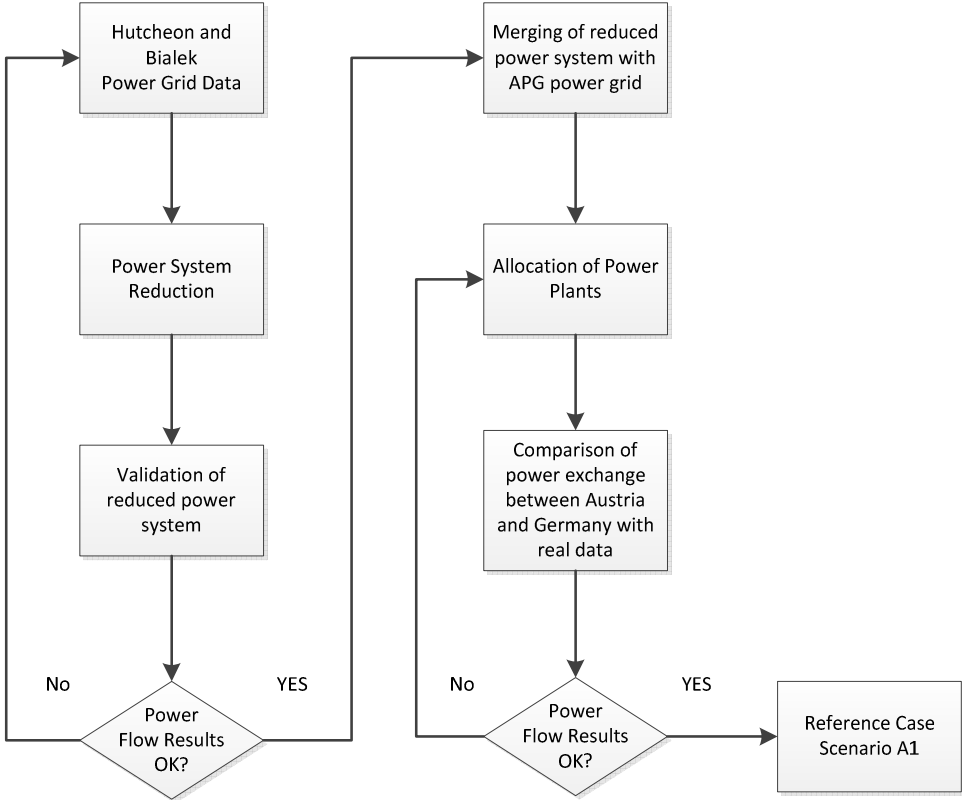 Hutcheon and
Bialek
Power Grid Data
Power System
Reduction
Validation of
reduced power
system
No
YES
Power
Flow Results
OK?
Merging of reduced
power system with
APG power grid
Allocation of Power
Plants
Comparison of
power exchange
between Austria
and Germany with
real data
No
YES
Power
Flow Results
OK?
Reference Case
Scenario A1